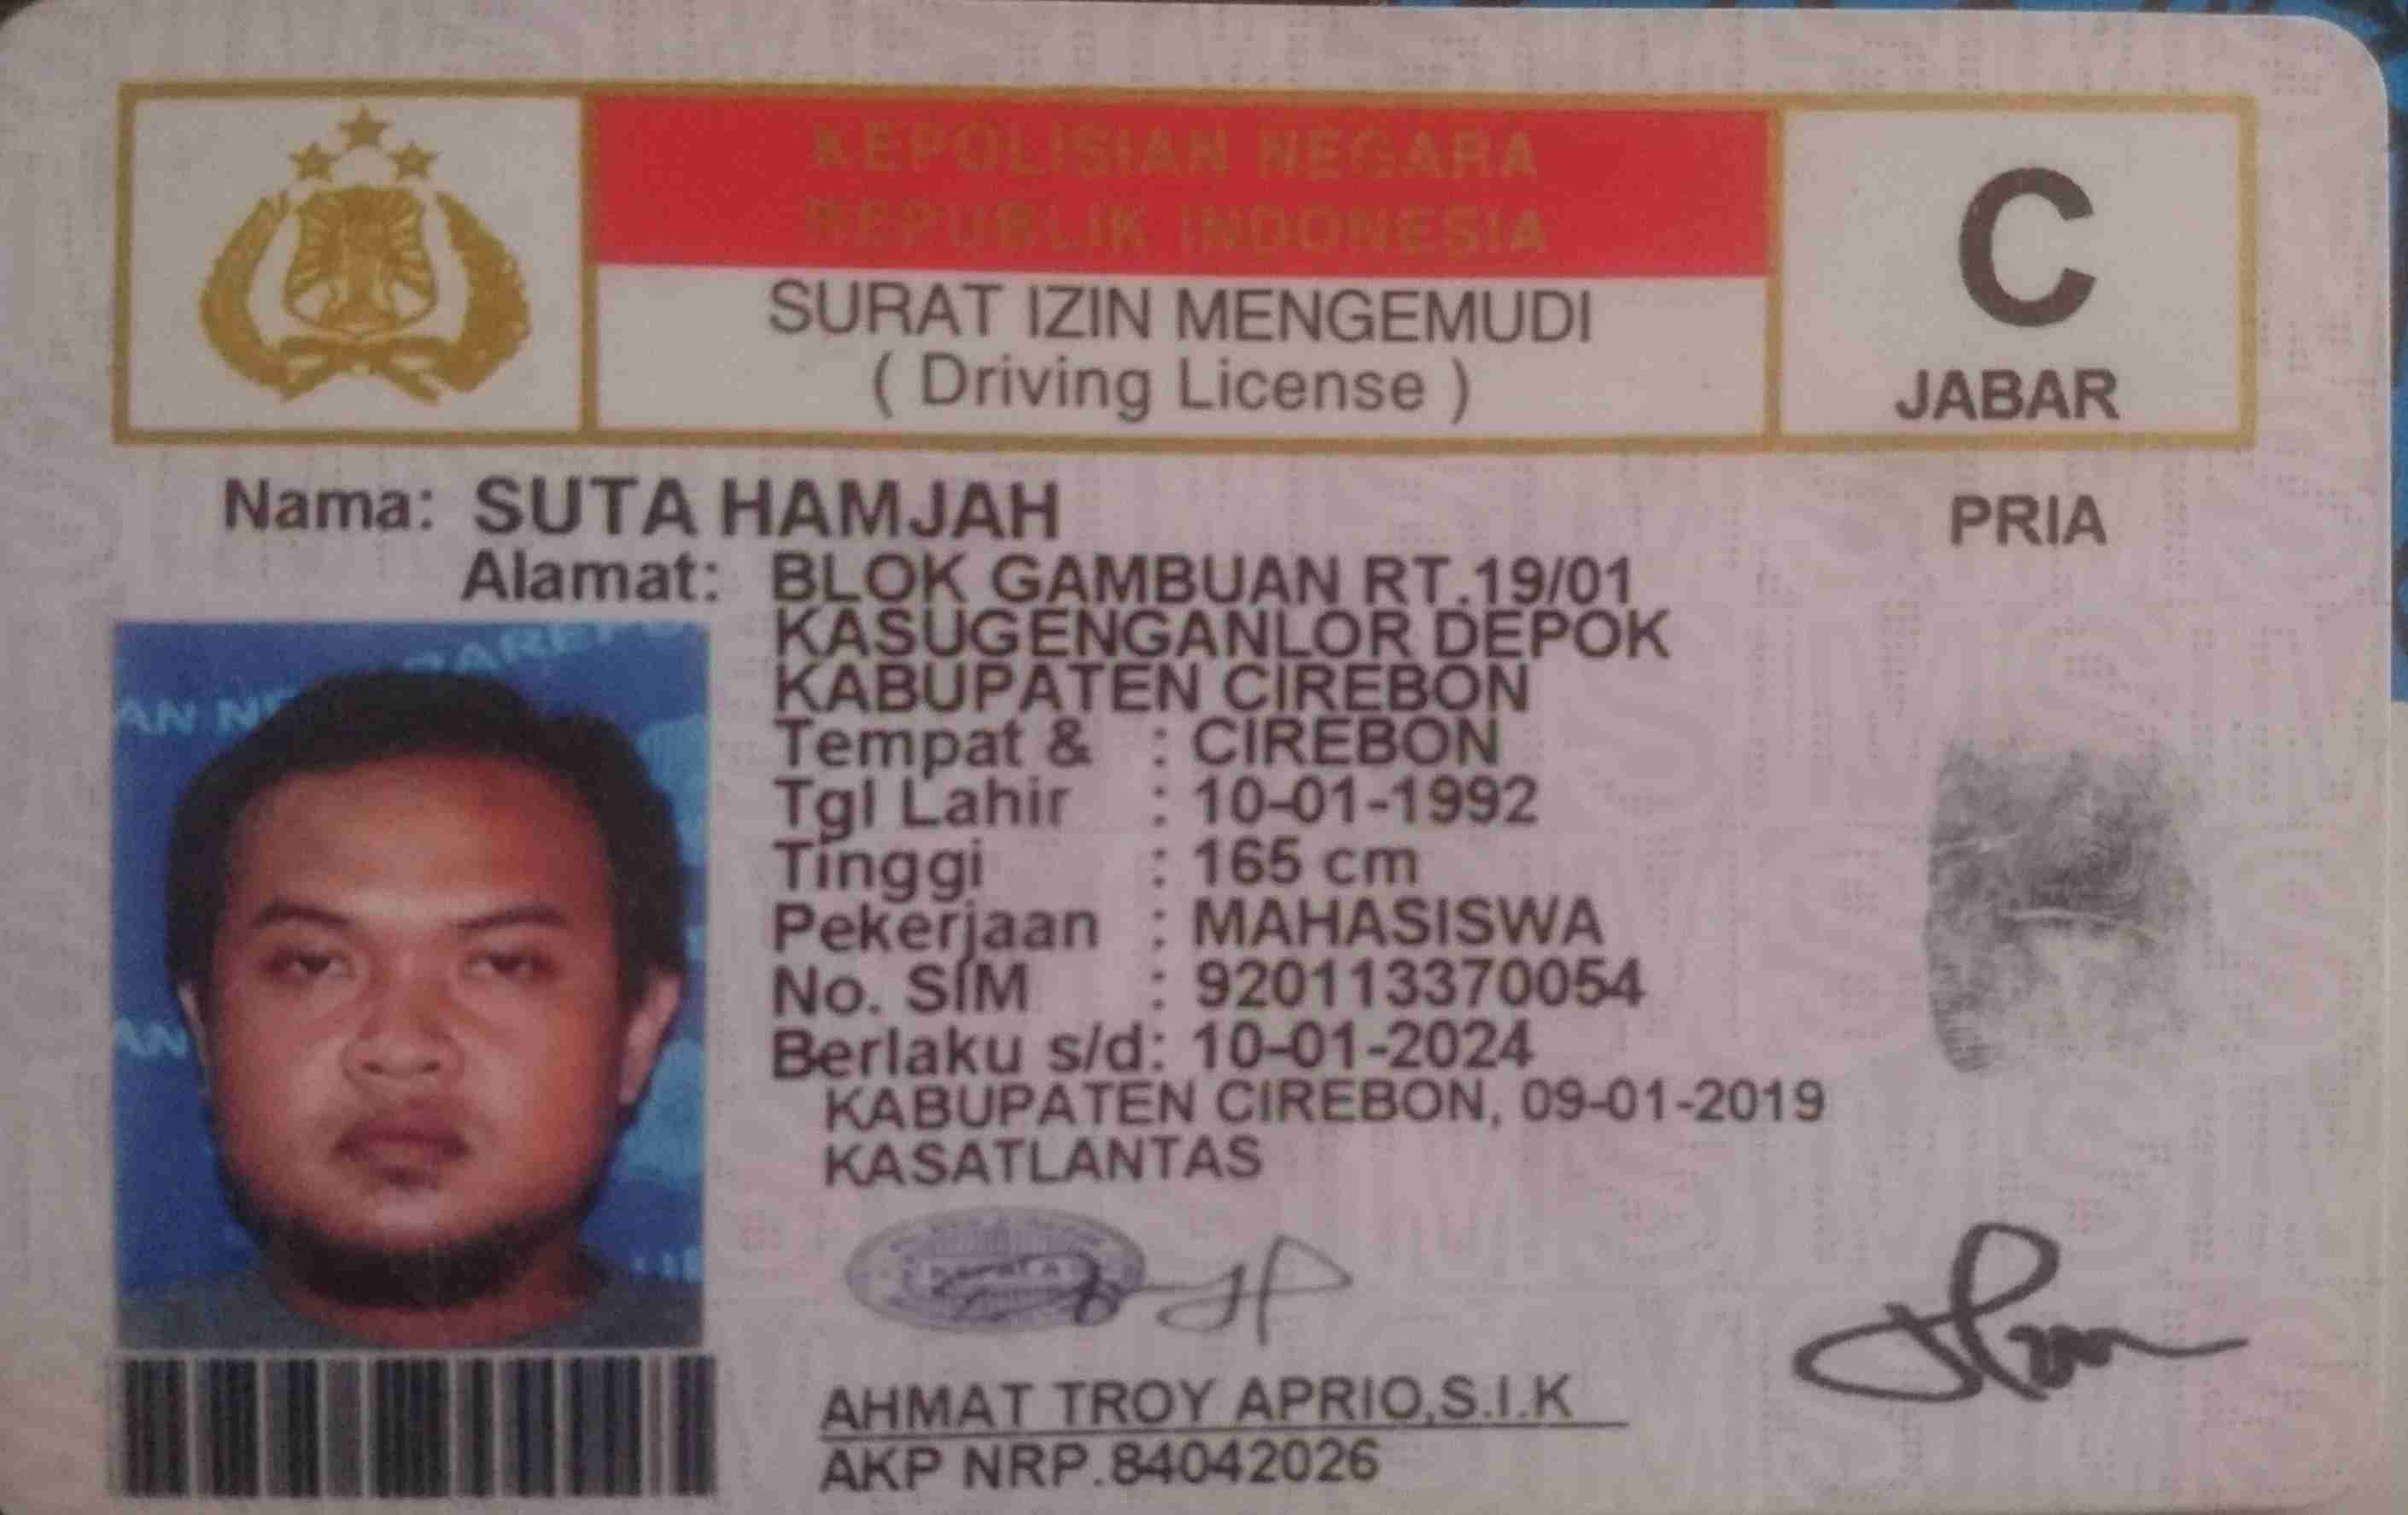 KEPOLISIAN NEGARA
REPUBLIK INDONESIA
SURAT IZIN MENGEMUDI
( Driving License )
C
JABAR
Nama: SUTA HAMJAH
PRIA
Alamat: BLOK GAMBUAN RT.19/01
KASUGENGANLOR DEPOK
KABUPATEN CIREBON
Tempat & : CIREBON
Tgl Lahir : 10-01-1992
Tinggi : 165 cm
Pekerjaan : MAHASISWA
No. SIM : 920113370054
Berlaku s/d: 10-01-2024
KABUPATEN CIREBON, 09-01-2019
KASATLANTAS
AHMAT TROY APRIO,S.I.K
AKP NRP.84042026